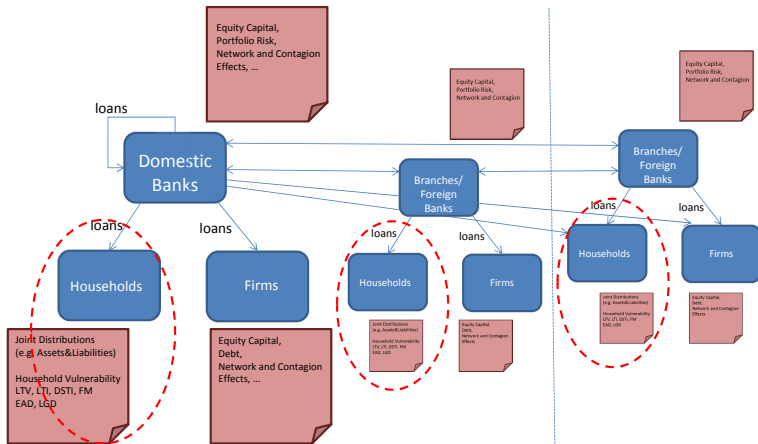 Equity Capital,
Portfolio Risk,
Network and Contagion
Effects, ...
Equity Capital,
Portfolio Risk,
Network and Contagion
Equity Capital,
Portfolio Risk,
Network and Contagion
loans
Domestic
Banks
Branches/
Foreign
Banks
Branches/
Foreign
Banks
loans
loans
loans
loans
loans
loans
Households
Firms
Households
Firms
Households
Firms
Joint Distributions
(e.g. Assets&Liabilities)
Household Vulnerability
LTV, LTI, DSTI, FM
EAD, LGD
Equity Capital,
Debt,
Network and Contagion
Effects, ...
Joint Distributions
(e.g. Assets&Liabilities)
Household Vulnerability
LTV, LTI, DSTI, FM
EAD, LGD
Equity Capital,
Debt,
Network and Contagion
Effects
Joint Distributions
(e.g. Assets&Liabilities)
Household Vulnerability
LTV, LTI, DSTI, FM
EAD, LGD
Equity Capital,
Debt,
Network and Contagion
Effects